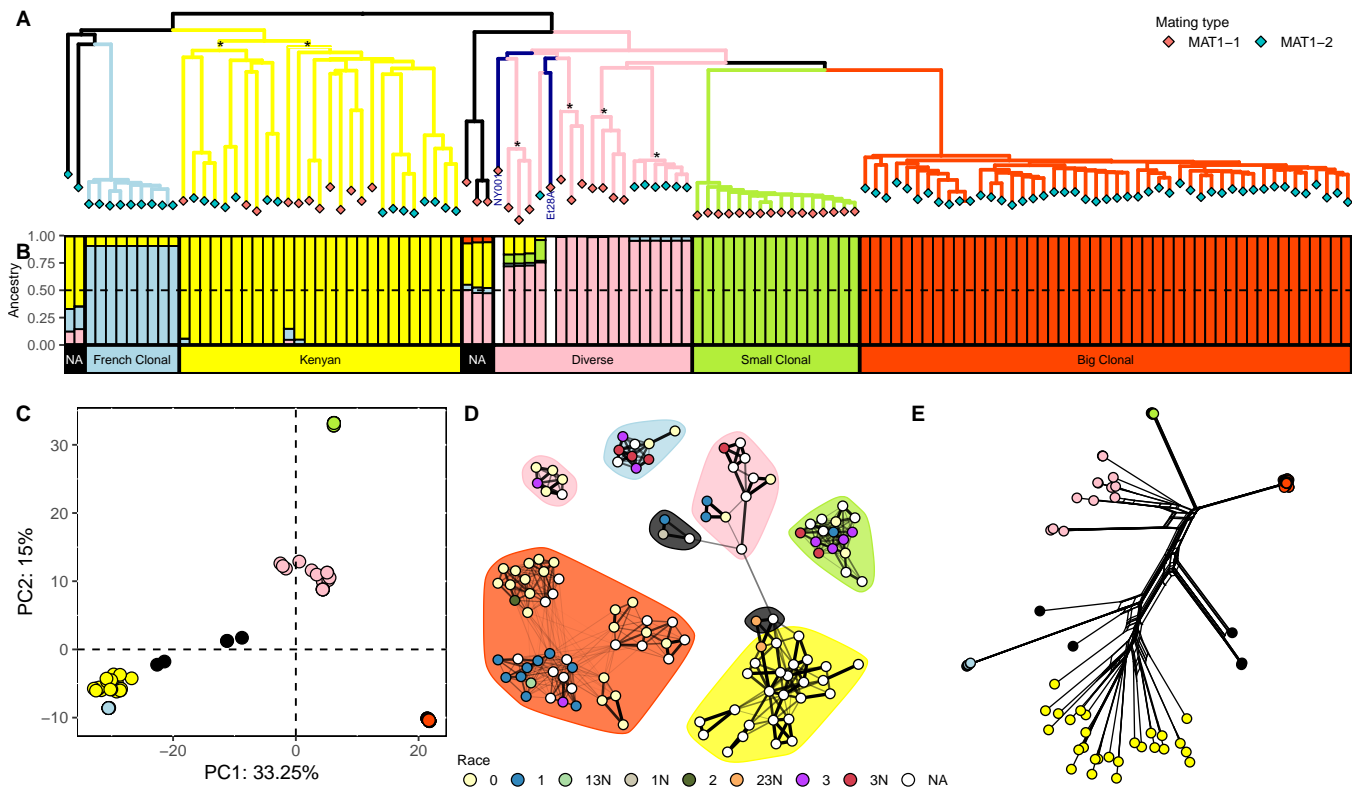 A
Mating type
MAT1−1
MAT1−2
*
*
*
*
*
*
NY001
Et28A
B
Ancestry
1.00
0.75
0.50
0.25
0.00
NA
French Clonal
Kenyan
NA
Diverse
Small Clonal
Big Clonal
C
D
E
PC2: 15%
30
20
10
0
−10
−20
0
20
PC1: 33.25%
Race
0
1
13N
1N
2
23N
3
3N
NA